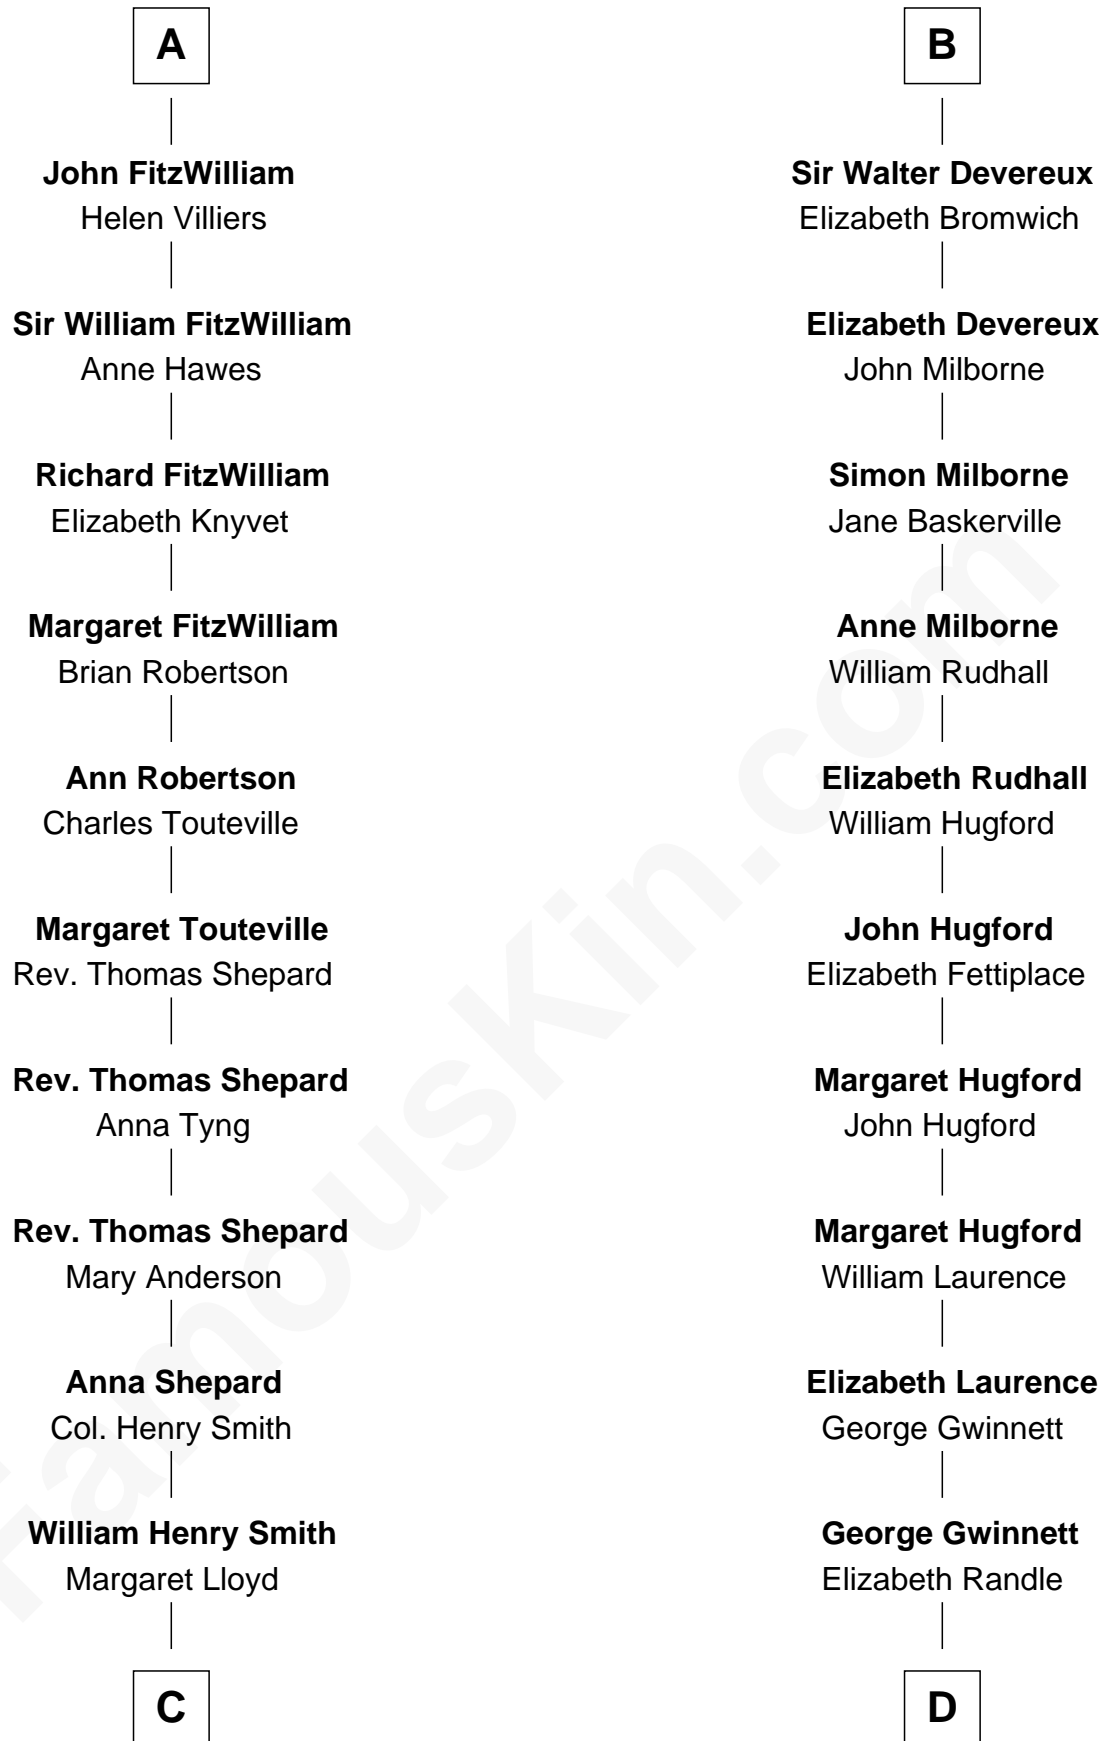 A
John FitzWilliam
Helen Villiers
Sir William FitzWilliam
Anne Hawes
Richard FitzWilliam
Elizabeth Knyvet
Margaret FitzWilliam
Brian Robertson
Ann Robertson
Charles Touteville
Margaret Touteville
Rev. Thomas Shepard
Rev. Thomas Shepard
Anna Tyng
Rev. Thomas Shepard
Mary Anderson
Anna Shepard
Col. Henry Smith
William Henry Smith
Margaret Lloyd
C
B
Sir Walter Devereux
Elizabeth Bromwich
Elizabeth Devereux
John Milborne
Simon Milborne
Jane Baskerville
Anne Milborne
William Rudhall
Elizabeth Rudhall
William Hugford
John Hugford
Elizabeth Fettiplace
Margaret Hugford
John Hugford
Margaret Hugford
William Laurence
Elizabeth Laurence
George Gwinnett
George Gwinnett
Elizabeth Randle
D
FamousKin.com